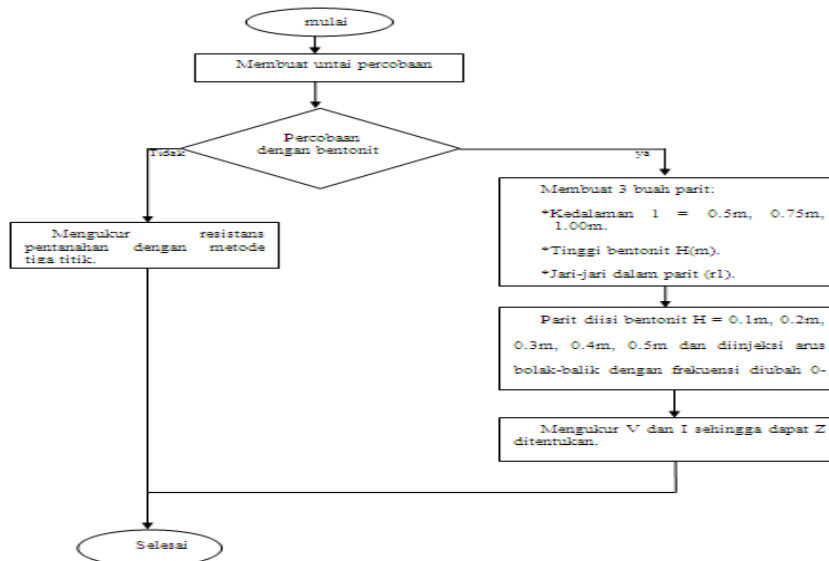 mulai
Membuat untai percobaan
Percobaan
dengan bentonit
Tidak
ya
Mengukur resistans
pentanahan dengan metode
tiga titik.
Membuat 3 buah parit:
*Kedalaman 1 = 0.5m, 0.75m,
1.00m.
*Tinggi bentonit H(m).
*Jari-jari dalam parit (r1).
Parit diisi bentonit H = 0.1m, 0.2m,
0.3m, 0.4m, 0.5m dan diinjeksi arus
bolak-balik dengan frekuensi diubah 0-
Mengukur V dan I sehingga dapat Z
ditentukan.
Selesai